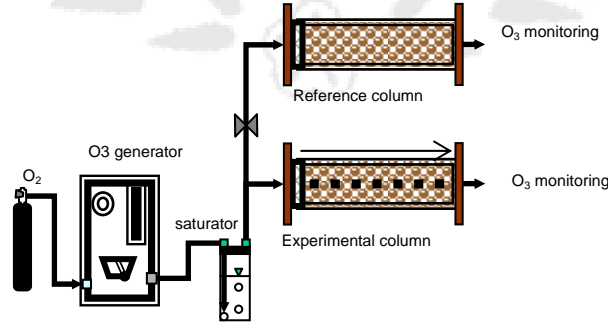 O₃ monitoring
Reference column
O3 generator
O₂
O₃ monitoring
saturator
Experimental column